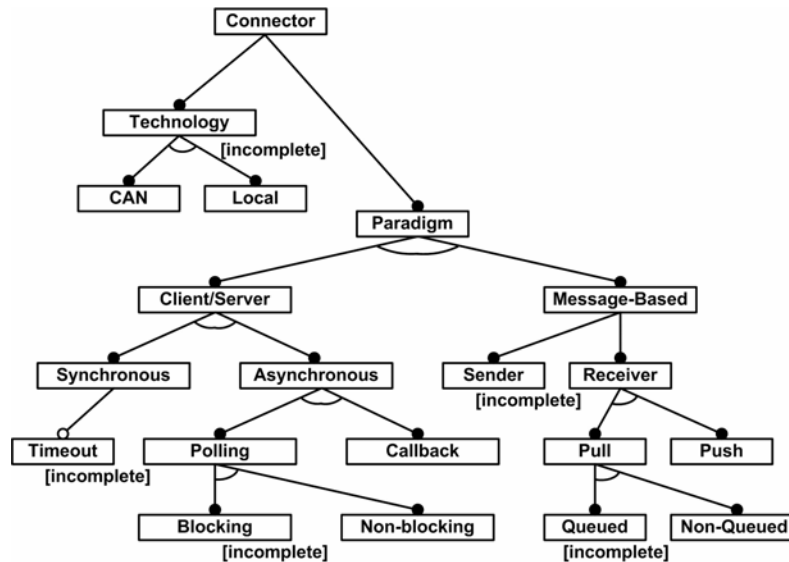 Connector
Technology
[incomplete]
CAN
Local
Paradigm
Client/Server
Message-Based
Synchronous
Asynchronous
Sender
Receiver
[incomplete]
Timeout
Polling
Callback
Pull
Push
[incomplete]
Blocking
Non-blocking
Queued
Non-Queued
[incomplete]
[incomplete]